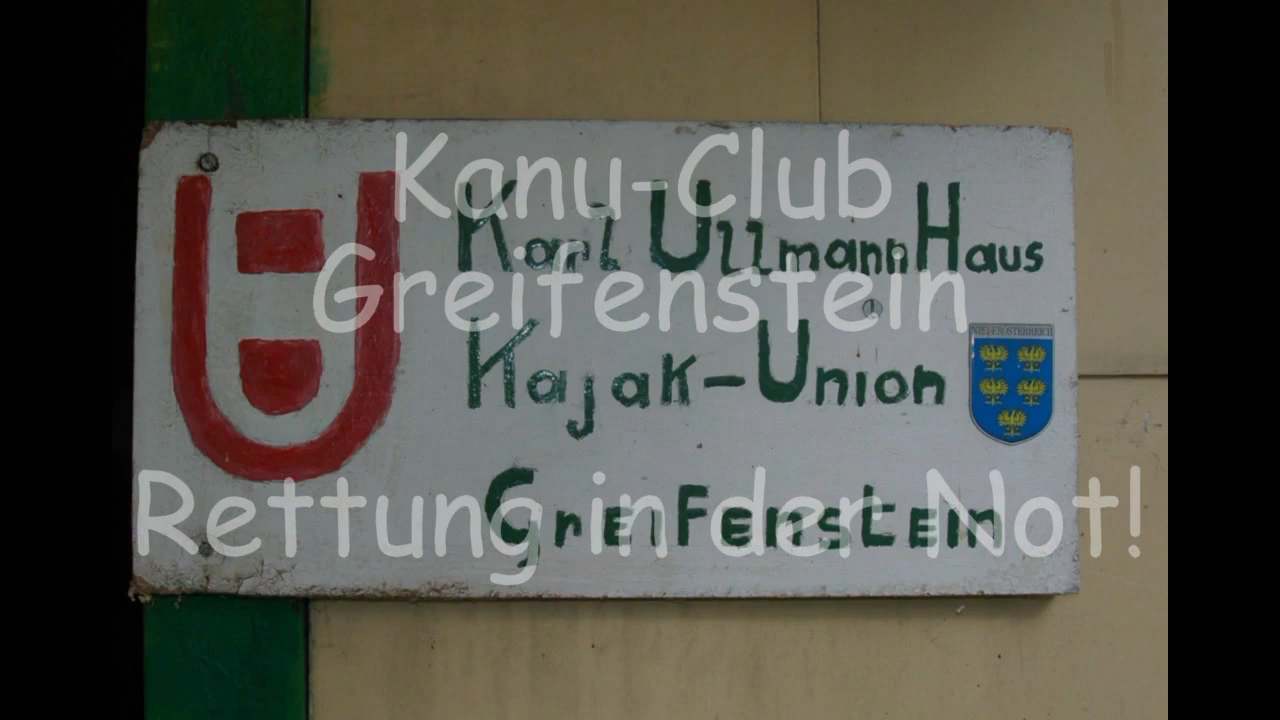 Kanu-Club
Greifenstein
Rettung in der Not!
Karl Ullmann Haus
Kajak-Union
Greifenstein
NIEDERÖSTERREICH